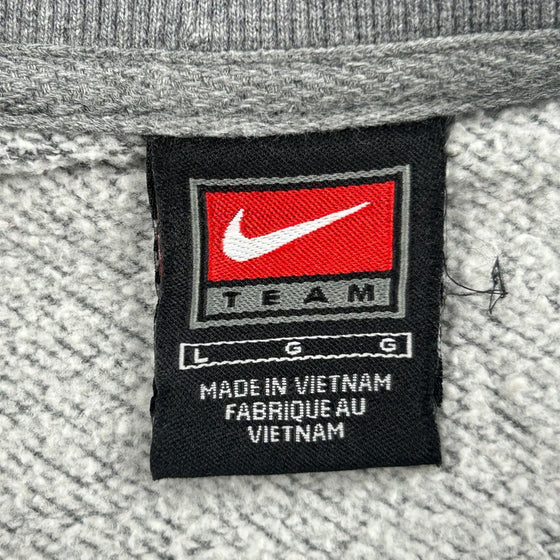 TEAM
L G G
MADE IN VIETNAM
FABRIQUE AU
VIETNAM